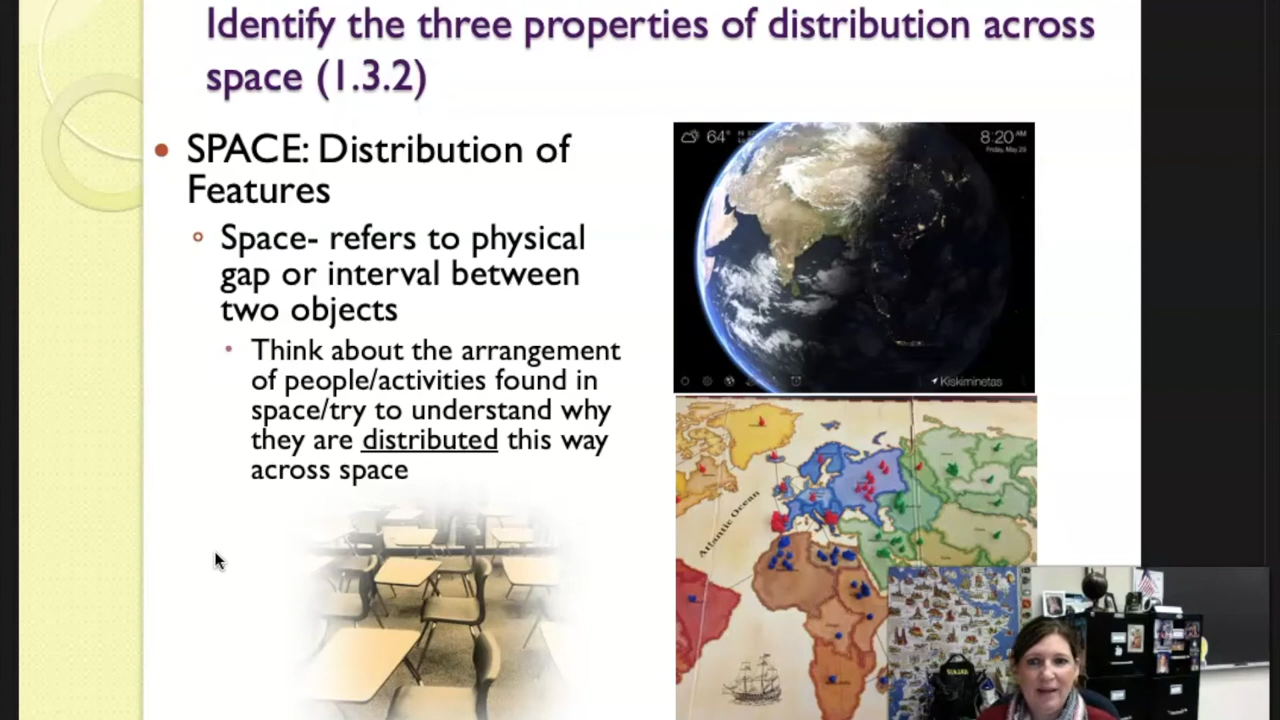 Identify the three properties of distribution across
space (1.3.2)
SPACE: Distribution of
Features
Space- refers to physical
gap or interval between
two objects
Think about the arrangement
of people/activities found in
space/try to understand why
they are distributed this way
across space
64°
8:20 AM
Friday, May 29
Kiskiminetas
Atlantic Ocean